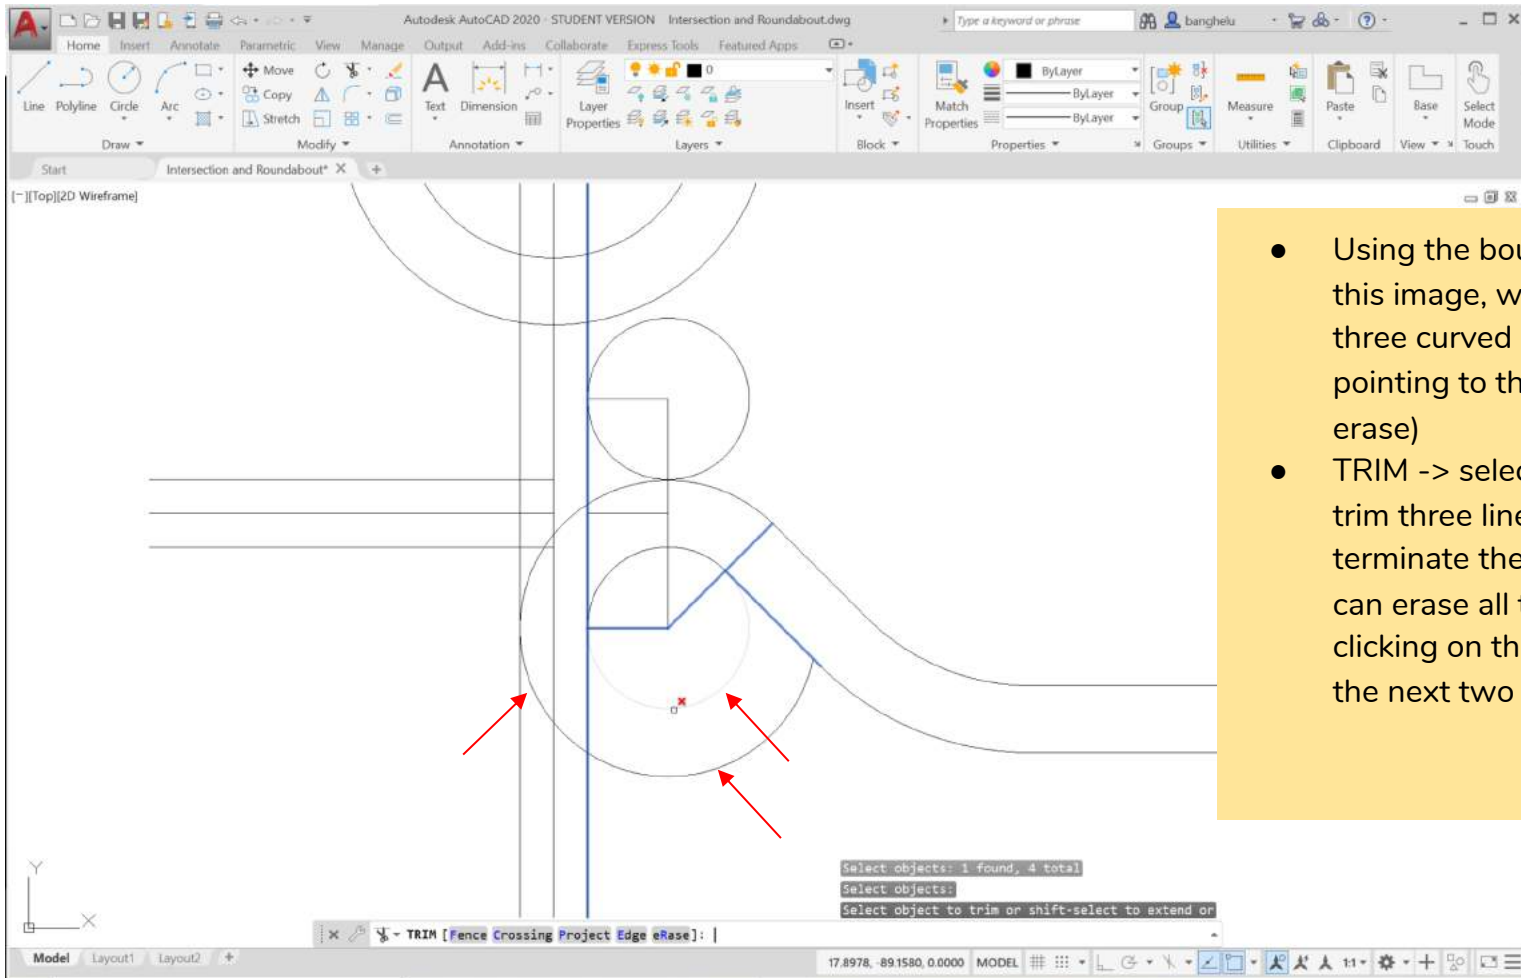 Autodesk AutoCAD 2020 - STUDENT VERSION Intersection and Roundabout.dwg
Type a keyword or phrase
banghelu
Home Insert Annotate Parametric View Manage Output Add-ins Collaborate Express Tools Featured Apps
Line Polyline Circle Arc
Move
Copy
Stretch
Text Dimension
Layer
Properties
0
Insert
Match
Properties
ByLayer
ByLayer
ByLayer
Group
Measure
Paste
Base
Select
Mode
Draw Modify Annotation Layers Block Properties Groups Utilities Clipboard View Touch
Start Intersection and Roundabout* X +
[-][Top][2D Wireframe]
● Using the bou
this image, w
three curved
pointing to th
erase)
● TRIM -> selec
trim three line
terminate the
can erase all t
clicking on th
the next two
Y
X
Select objects: 1 found, 4 total
Select objects:
Select object to trim or shift-select to extend or
TRIM [Fence Crossing Project Edge eRase]:
Model Layout1 Layout2 +
17.8978, -89.1580, 0.0000 MODEL 1:1